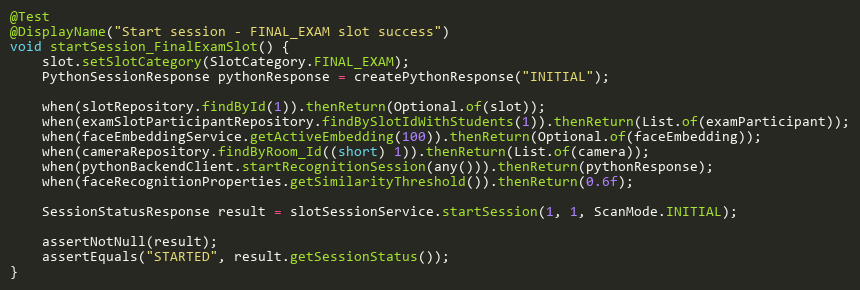 @Test
@DisplayName("Start session - FINAL_EXAM slot success")
void startSession_FinalExamSlot() {
    slot.setSlotCategory(SlotCategory.FINAL_EXAM);
    PythonSessionResponse pythonResponse = createPythonResponse("INITIAL");

    when(slotRepository.findById(1)).thenReturn(Optional.of(slot));
    when(examSlotParticipantRepository.findBySlotIdWithStudents(1)).thenReturn(List.of(examParticipant));
    when(faceEmbeddingService.getActiveEmbedding(100)).thenReturn(Optional.of(faceEmbedding));
    when(cameraRepository.findByRoom_Id((short) 1)).thenReturn(List.of(camera));
    when(pythonBackendClient.startRecognitionSession(any())).thenReturn(pythonResponse);
    when(faceRecognitionProperties.getSimilarityThreshold()).thenReturn(0.6f);

    SessionStatusResponse result = slotSessionService.startSession(1, 1, ScanMode.INITIAL);

    assertNotNull(result);
    assertEquals("STARTED", result.getSessionStatus());
}